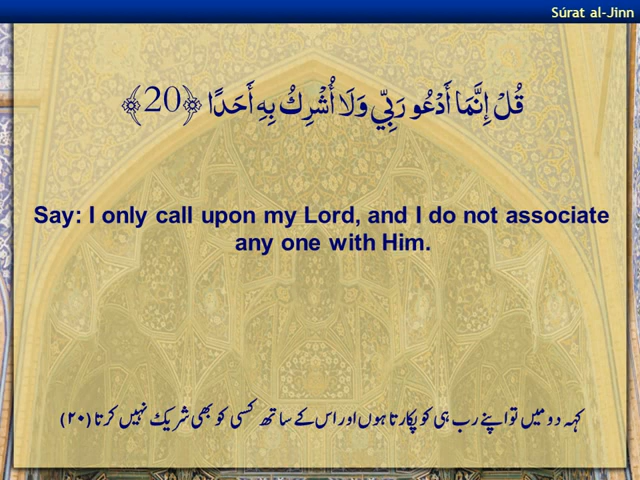 Súrat al-Jinn
قُلْ إِنَّمَا أَدْعُو رَبِّي وَلَا أُشْرِكُ بِهِ أَحَدًا ﴿20﴾
Say: I only call upon my Lord, and I do not associate
any one with Him.
کہہ دو میں تو اپنے رب ہی کو پکارتا ہوں اور اس کے ساتھ کسی کو بھی شریک نہیں کرتا (۲۰)